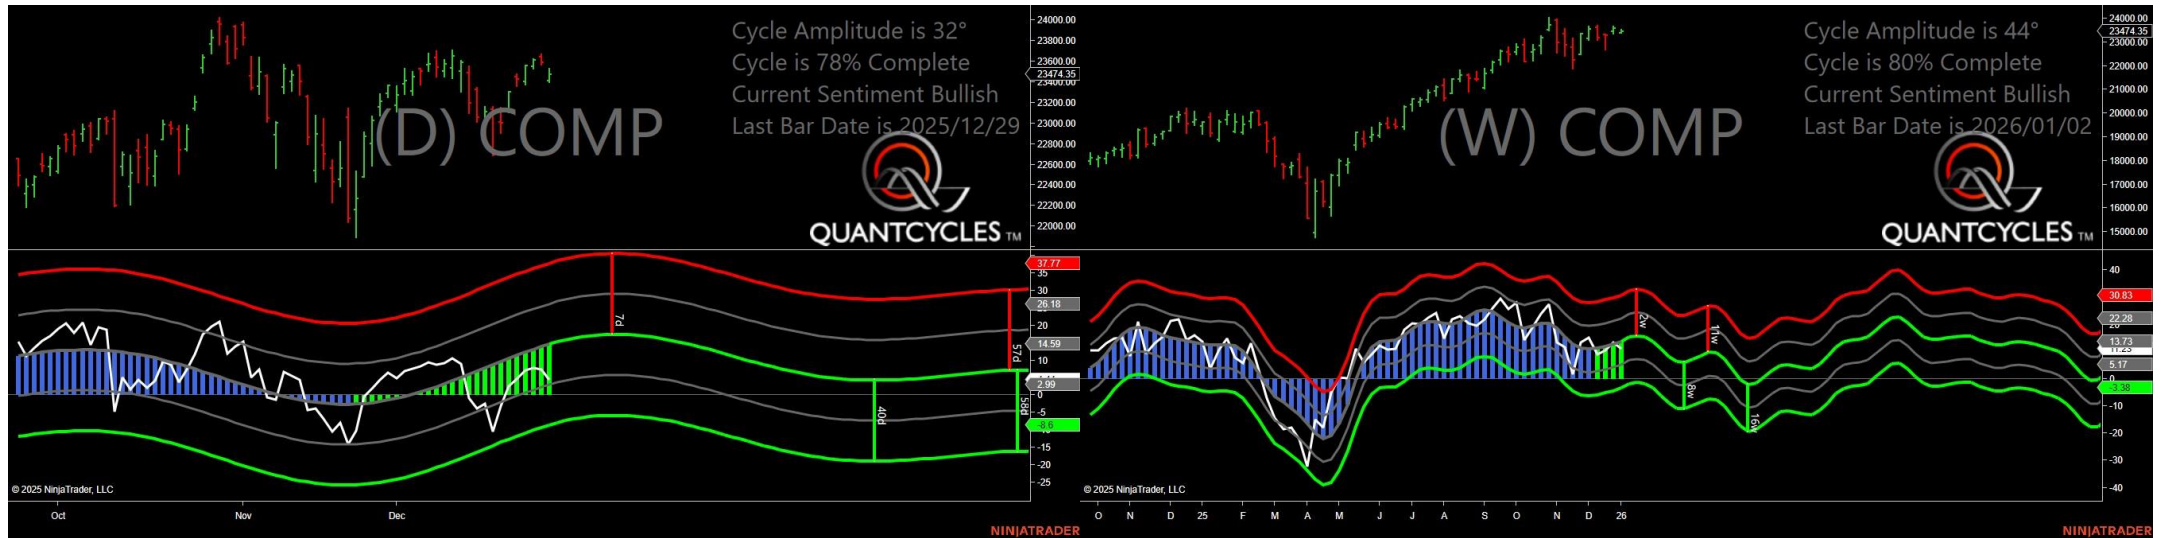 Cycle Amplitude is 32°
Cycle is 78% Complete
Current Sentiment Bullish
Last Bar Date is 2025/12/29
(D) COMP
QUANTCYCLES TM
24000.00
23800.00
23600.00
23474.35
23400.00
23200.00
23000.00
22800.00
22600.00
22400.00
22200.00
22000.00
37.77
35
30
26.18
20
14.59
10
2.99
0
-5
-8.6
-15
-20
-25
7d
40d
57d
58d
© 2025 NinjaTrader, LLC
Oct Nov Dec
NINJATRADER
Cycle Amplitude is 44°
Cycle is 80% Complete
Current Sentiment Bullish
Last Bar Date is 2026/01/02
(W) COMP
QUANTCYCLES TM
24000.00
23474.35
23000.00
22000.00
21000.00
20000.00
19000.00
18000.00
17000.00
16000.00
15000.00
40
30.83
22.28
20
13.73
11.23
5.17
0
-3.38
-10
-20
-30
-40
2w
8w
11w
16w
© 2025 NinjaTrader, LLC
O N D 25 F M A M J J A S O N D 26
NINJATRADER